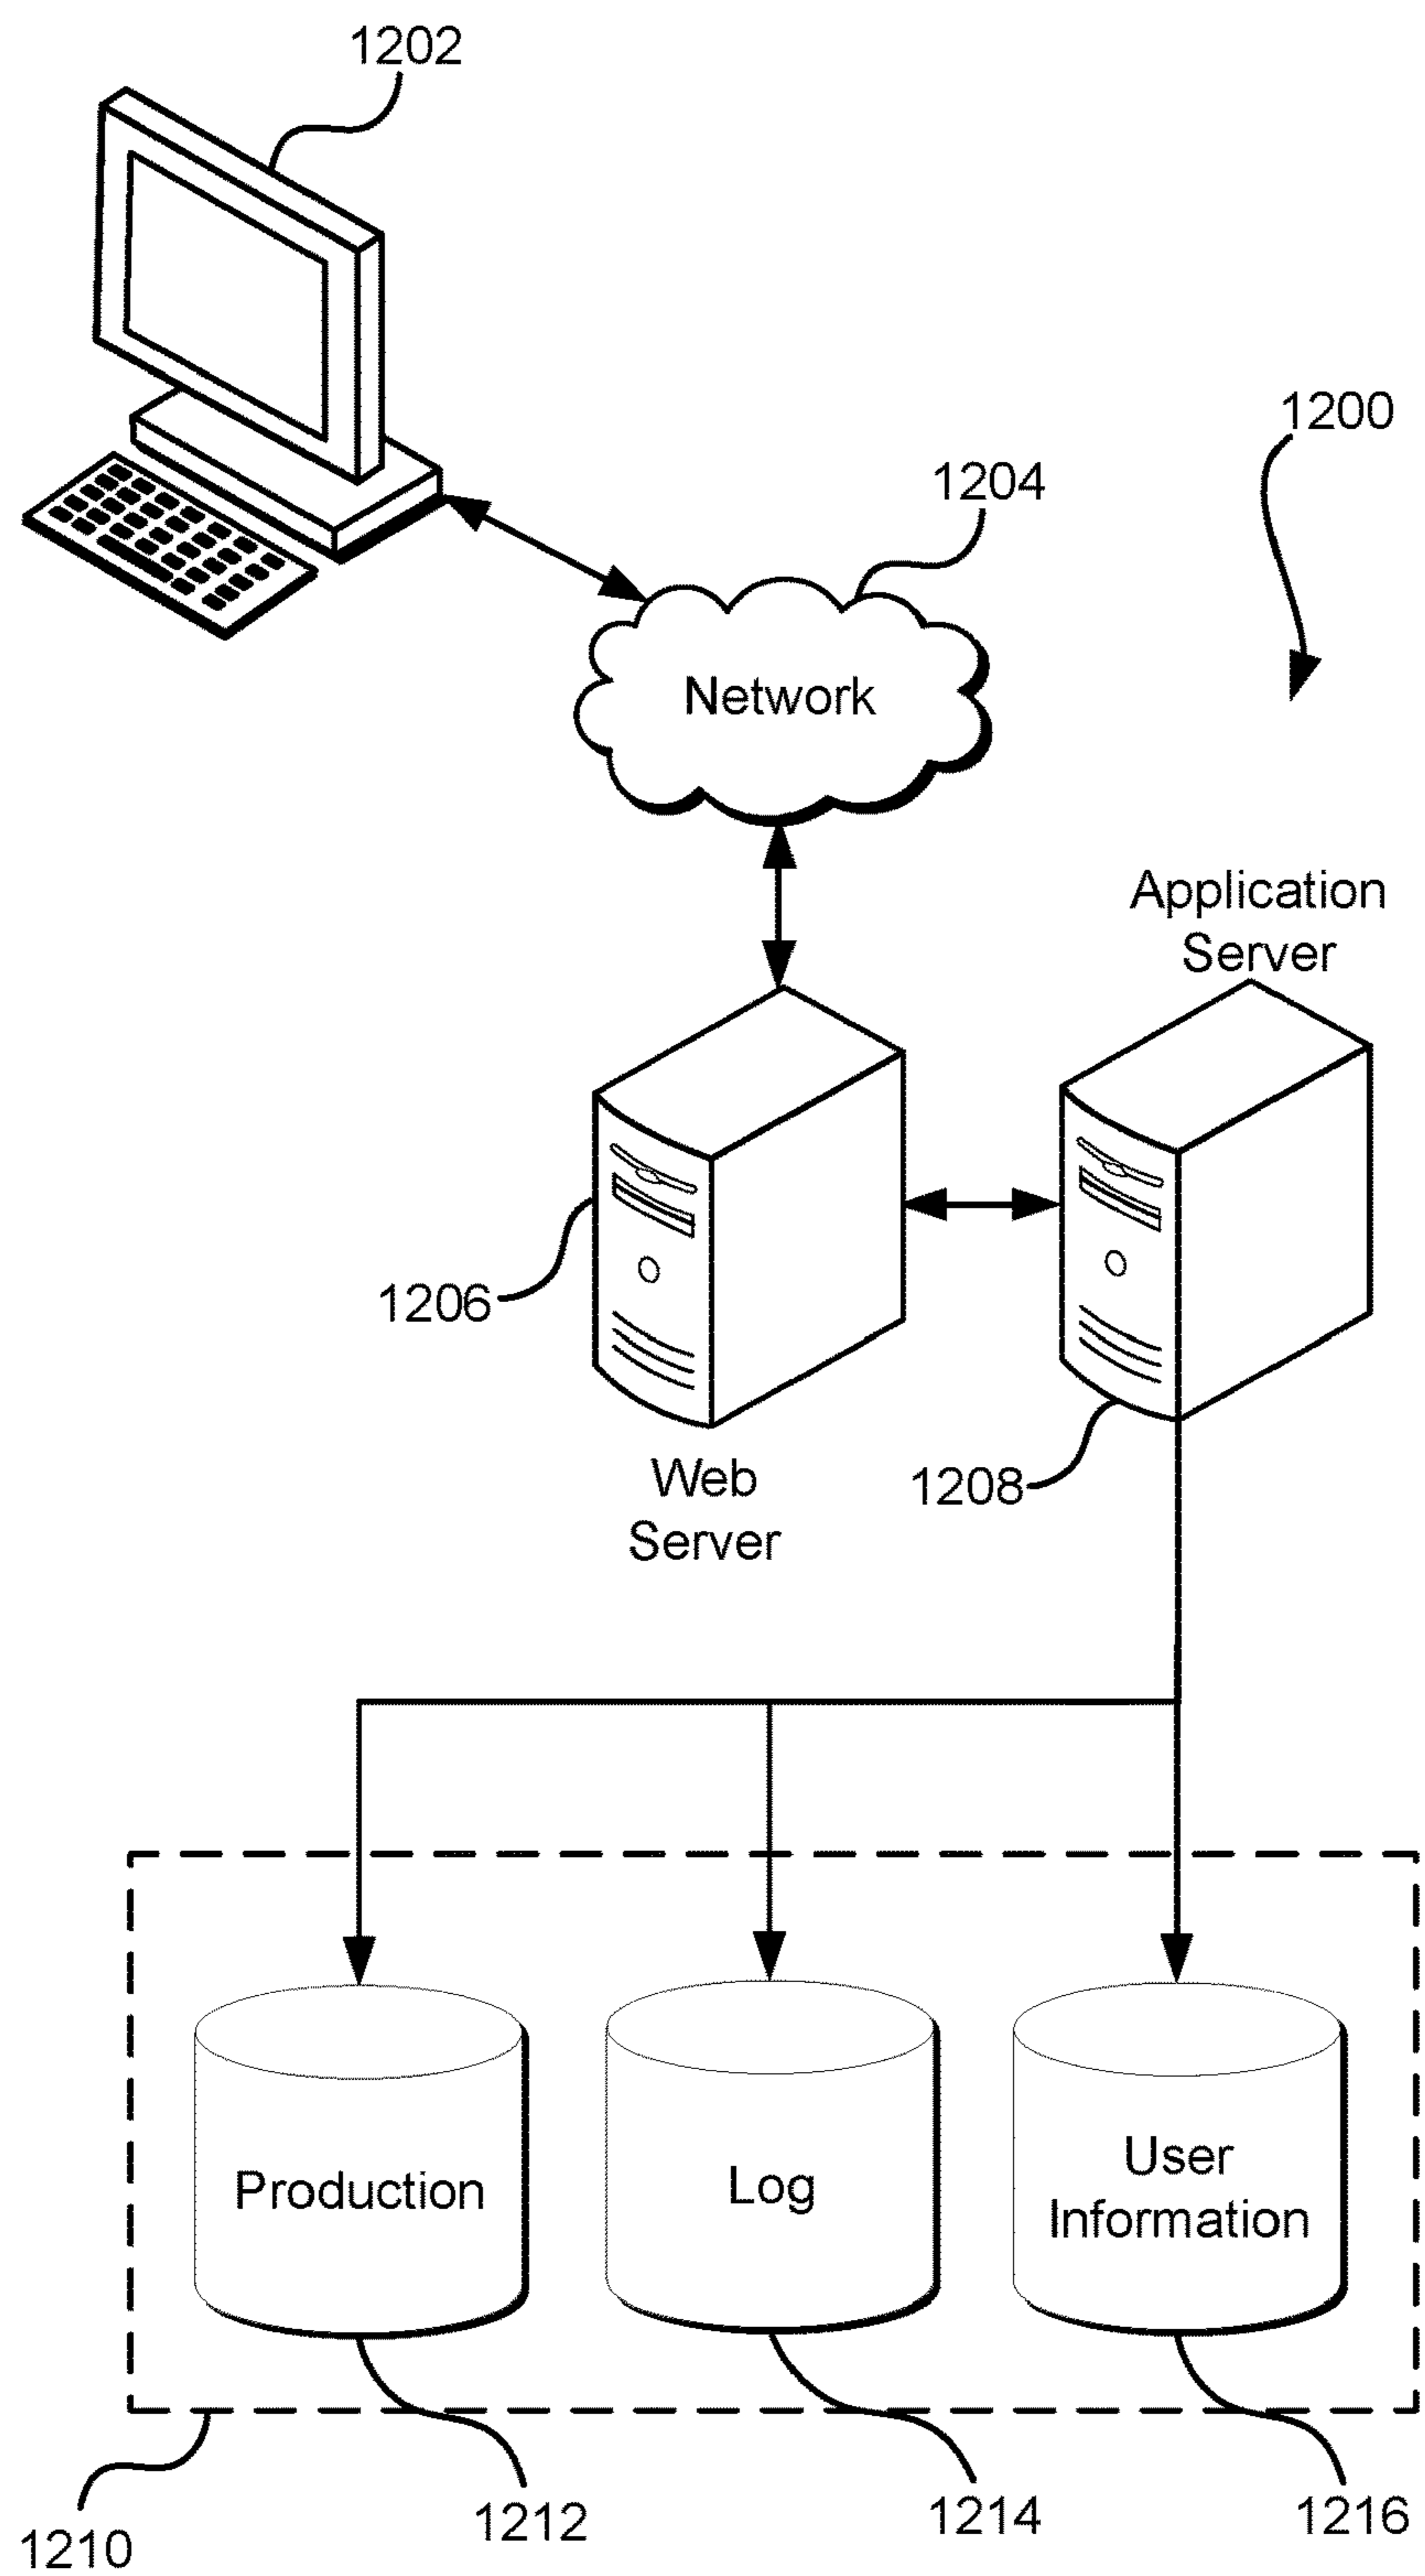 1202
1200
1204
Network
Application
Server
1206
Web
Server
1208
Production
Log
User
Information
1210
1212
1214
1216